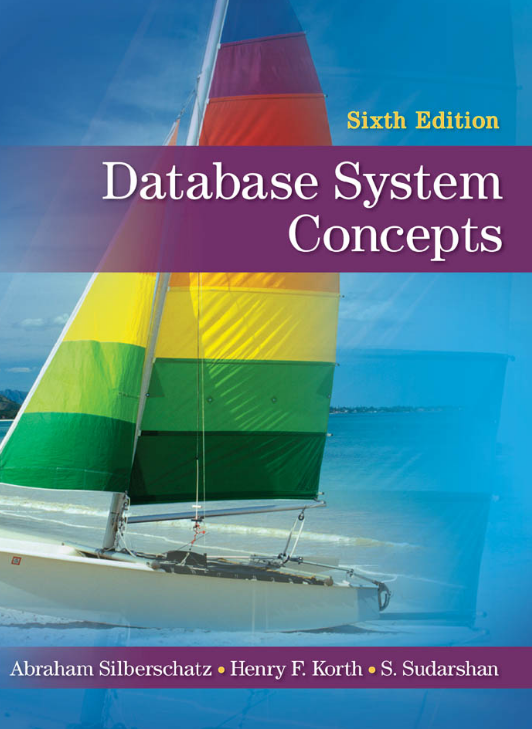 Sixth Edition
Database System
Concepts
Abraham Silberschatz • Henry F. Korth • S. Sudarshan